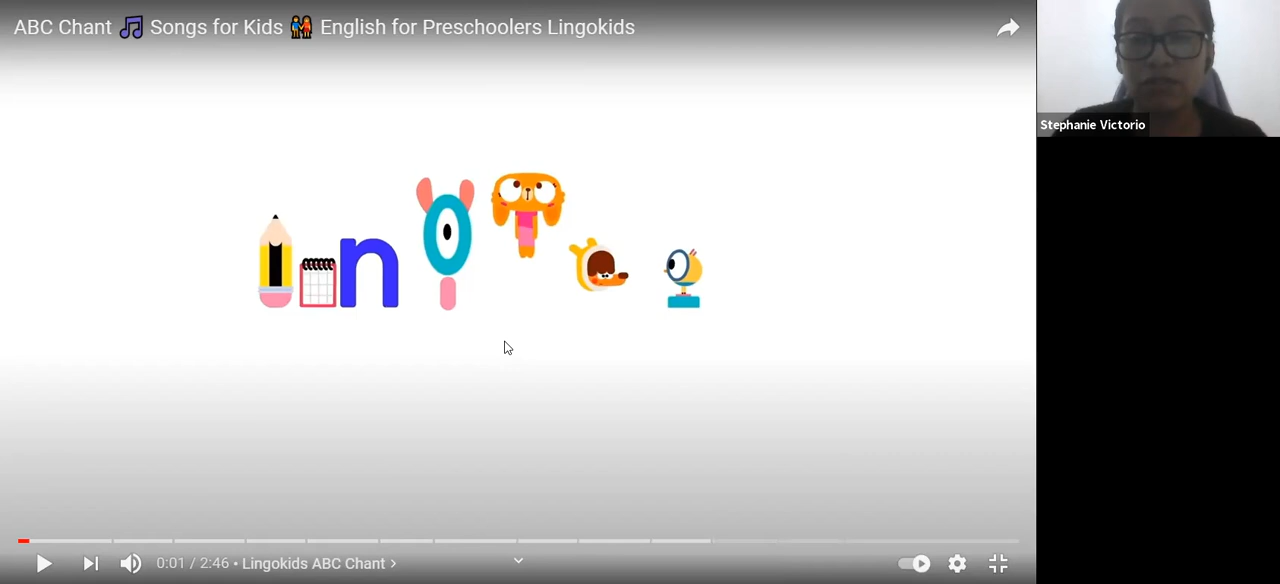 ABC Chant 🎵 Songs for Kids 👫 English for Preschoolers Lingokids
Stephanie Victorio
0:01 / 2:46 • Lingokids ABC Chant >